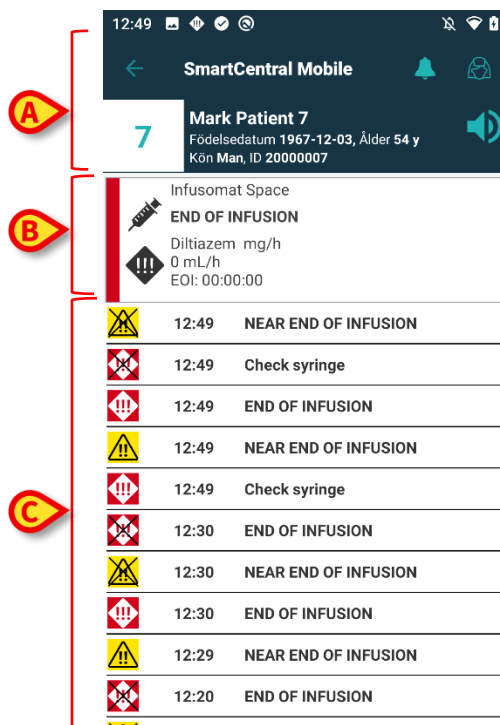 12:49
SmartCentral Mobile
A
7
Mark Patient 7
Födelsedatum 1967-12-03, Ålder 54 y
Kön Man, ID 20000007
B
Infusomat Space
END OF INFUSION
Diltiazem mg/h
!!! 0 mL/h
EOI: 00:00:00
C
12:49 NEAR END OF INFUSION
!!! 12:49 Check syringe
!!! 12:49 END OF INFUSION
!! 12:49 NEAR END OF INFUSION
!!! 12:49 Check syringe
!!! 12:30 END OF INFUSION
12:30 NEAR END OF INFUSION
!!! 12:30 END OF INFUSION
!! 12:29 NEAR END OF INFUSION
!!! 12:20 END OF INFUSION